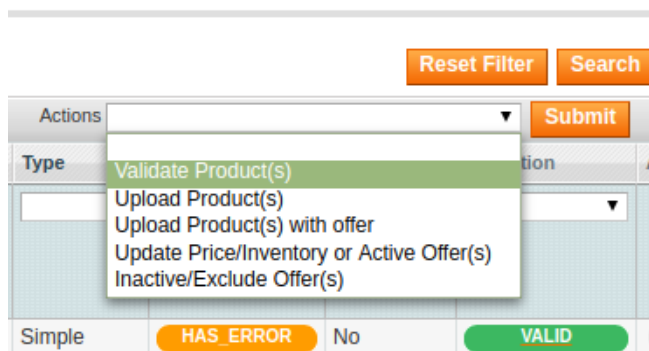 Reset Filter Search
Actions Submit
Type tion
Validate Product(s)
Upload Product(s)
Upload Product(s) with offer
Update Price/Inventory or Active Offer(s)
Inactive/Exclude Offer(s)
Simple HAS_ERROR No VALID